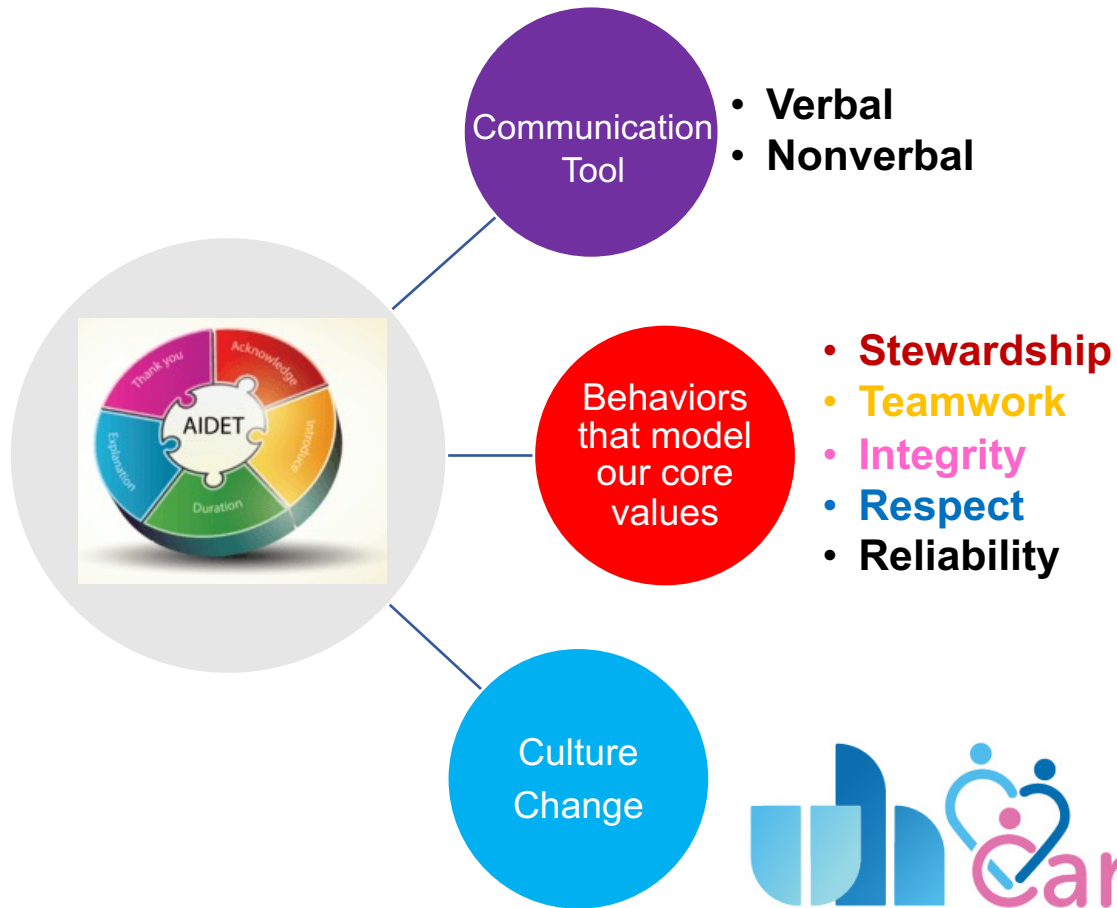 Communication
Tool
• Verbal
• Nonverbal
Thank you
Acknowledge
AIDET
Introduce
Explanation
Duration
Behaviors
that model
our core
values
• Stewardship
• Teamwork
• Integrity
• Respect
• Reliability
Culture
Change
uh